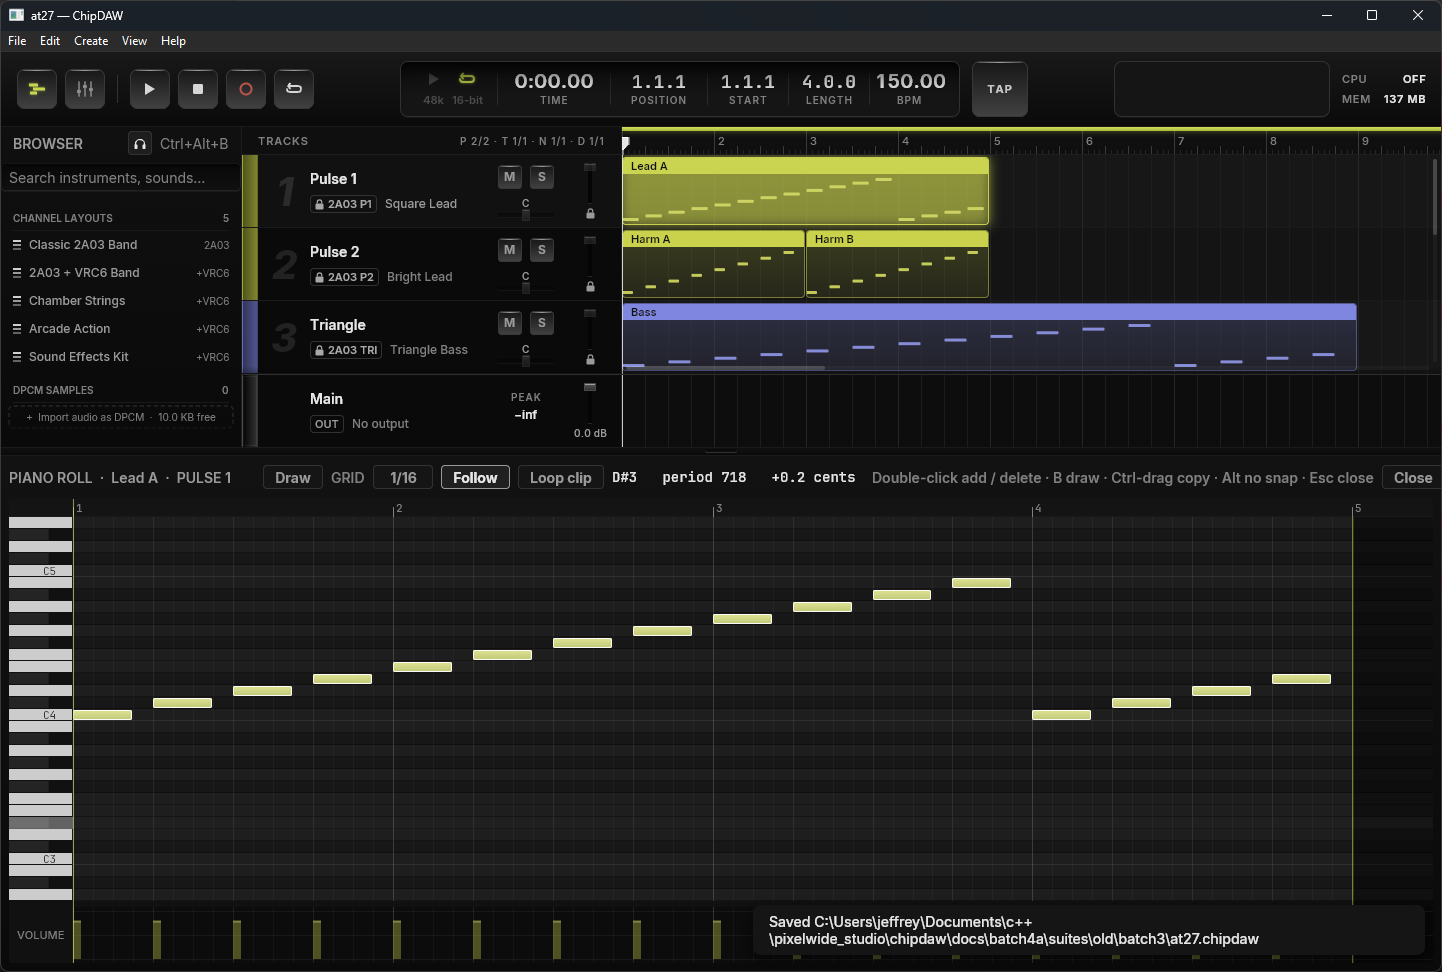 at27 — ChipDAW
File Edit Create View Help
48k 16-bit
0:00.00 1.1.1 1.1.1 4.0.0 150.00
TIME POSITION START LENGTH BPM
TAP
CPU OFF
MEM 137 MB
BROWSER Ctrl+Alt+B
Search instruments, sounds...
CHANNEL LAYOUTS 5
Classic 2A03 Band 2A03
2A03 + VRC6 Band +VRC6
Chamber Strings +VRC6
Arcade Action +VRC6
Sound Effects Kit +VRC6
DPCM SAMPLES 0
+ Import audio as DPCM · 10.0 KB free
TRACKS P 2/2 · T 1/1 · N 1/1 · D 1/1
1 Pulse 1 M S
2A03 P1 Square Lead C
2 Pulse 2 M S
2A03 P2 Bright Lead C
3 Triangle M S
2A03 TRI Triangle Bass C
Main PEAK
–inf
OUT No output
0.0 dB
2 3 4 5 6 7 8 9
Lead A
Harm A Harm B
Bass
PIANO ROLL · Lead A · PULSE 1 Draw GRID 1/16 Follow Loop clip D#3 period 718 +0.2 cents Double-click add / delete · B draw · Ctrl-drag copy · Alt no snap · Esc close Close
1 2 3 4 5
C5
C4
C3
VOLUME
Saved C:\Users\jeffrey\Documents\c++
\pixelwide_studio\chipdaw\docs\batch4a\suites\old\batch3\at27.chipdaw